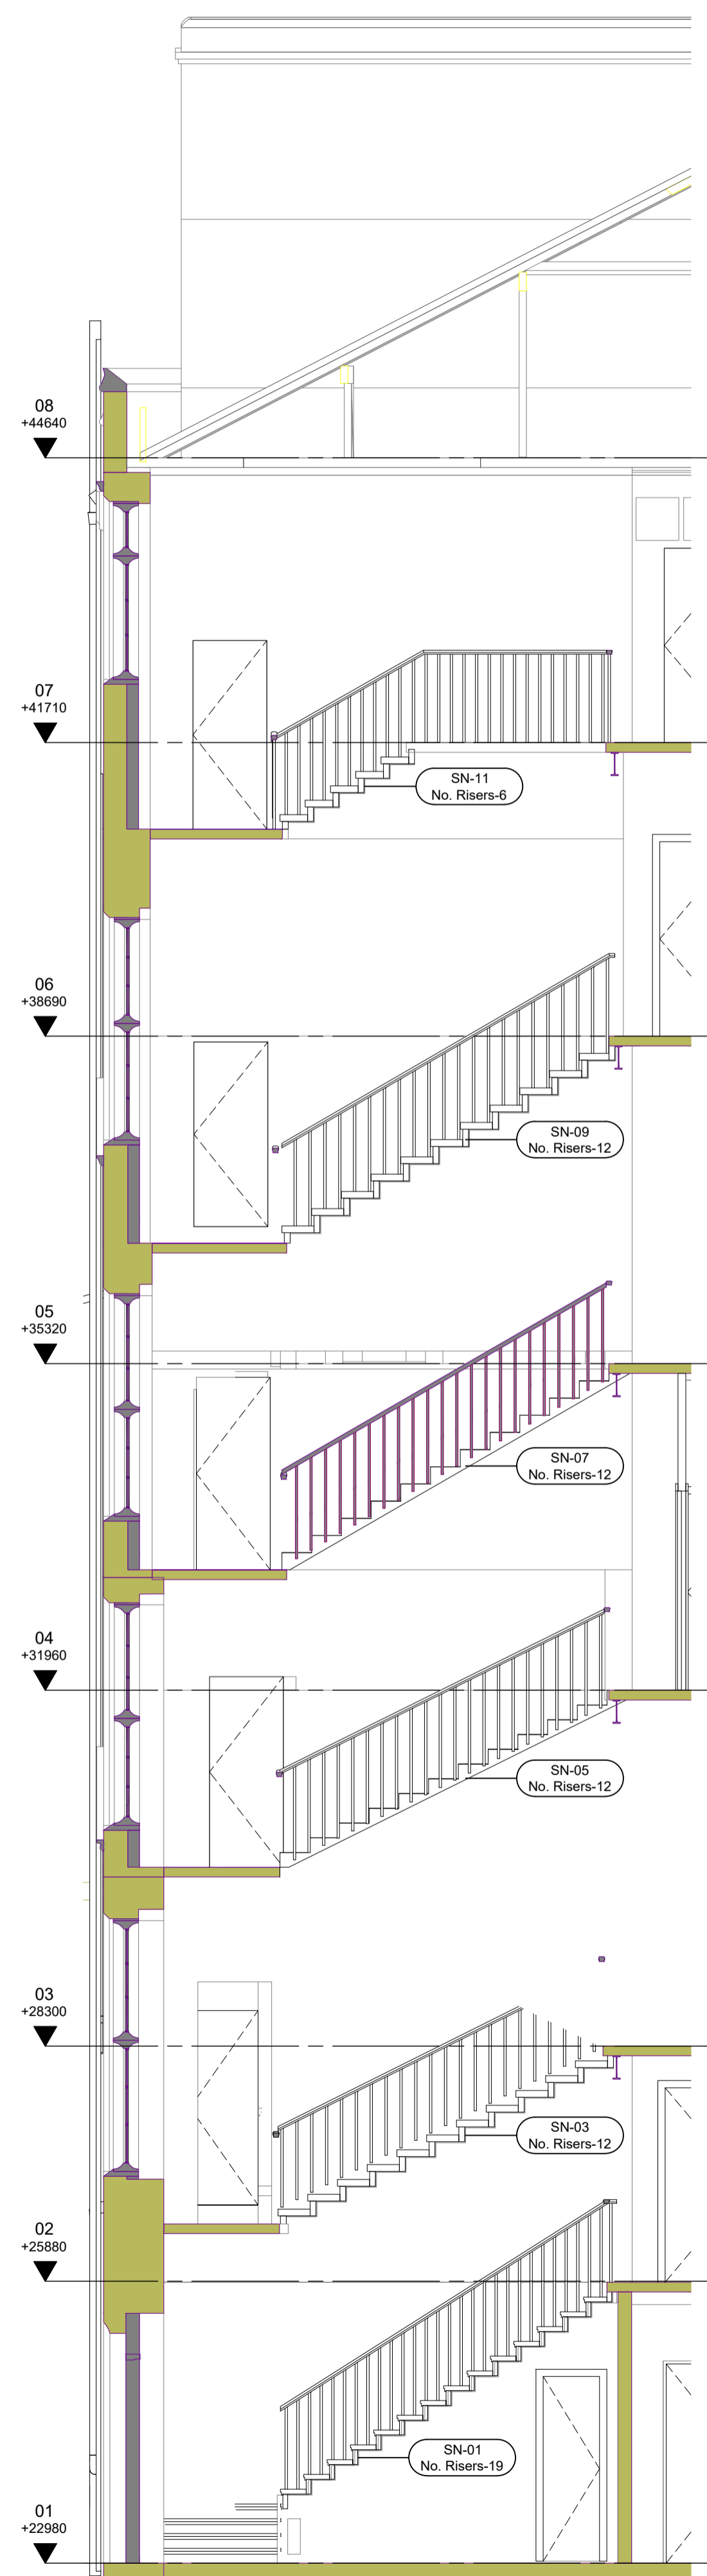 08
+44640
07
+41710
SN-11
No. Risers-6
06
+38690
SN-09
No. Risers-12
05
+35320
SN-07
No. Risers-12
04
+31960
SN-05
No. Risers-12
03
+28300
SN-03
No. Risers-12
02
+25880
SN-01
No. Risers-19
01
+22980